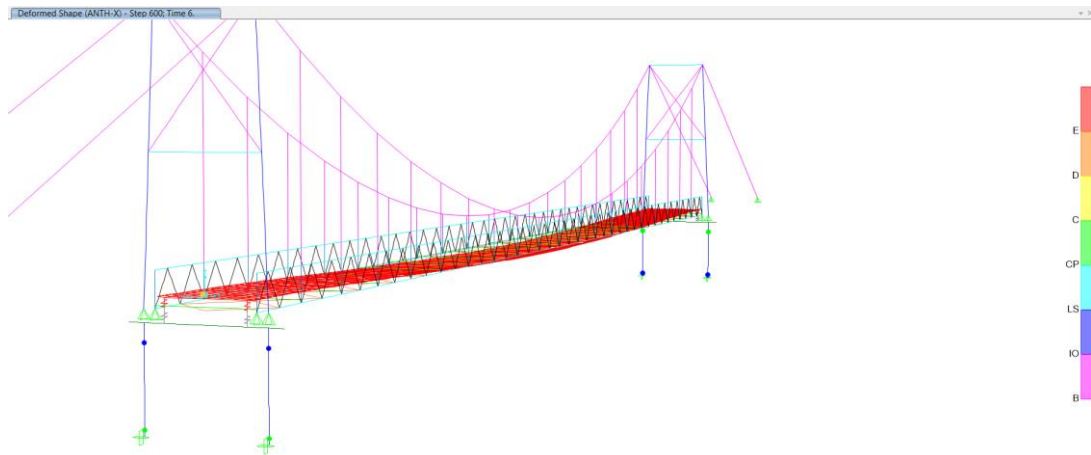 Deformed Shape (ANTH-X) - Step 600; Time 6.
E
D
C
CP
LS
IO
B